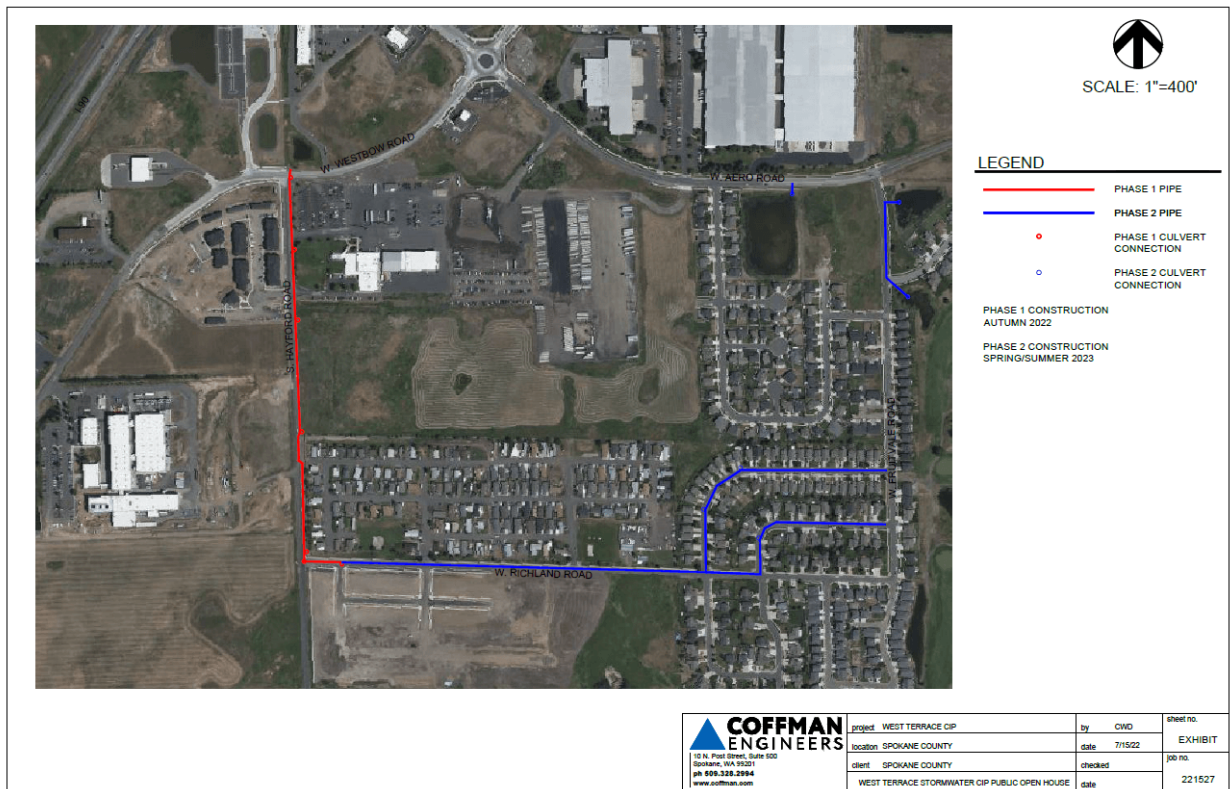 SCALE: 1"=400'
LEGEND
PHASE 1 PIPE
PHASE 2 PIPE
PHASE 1 CULVERT
CONNECTION
PHASE 2 CULVERT
CONNECTION
PHASE 1 CONSTRUCTION
AUTUMN 2022
PHASE 2 CONSTRUCTION
SPRING/SUMMER 2023
I90
W. WESTBOW ROAD
W. AERO ROAD
S. HAYFORD ROAD
W. FRUITVALE ROAD
W. RICHLAND ROAD
COFFMAN
ENGINEERS
10 N. Post Street, Suite 500
Spokane, WA 99201
ph 509.328.2994
www.coffman.com
project WEST TERRACE CIP
location SPOKANE COUNTY
client SPOKANE COUNTY
WEST TERRACE STORMWATER CIP PUBLIC OPEN HOUSE
by CWD
date 7/15/22
checked
date
sheet no.
EXHIBIT
job no.
221527